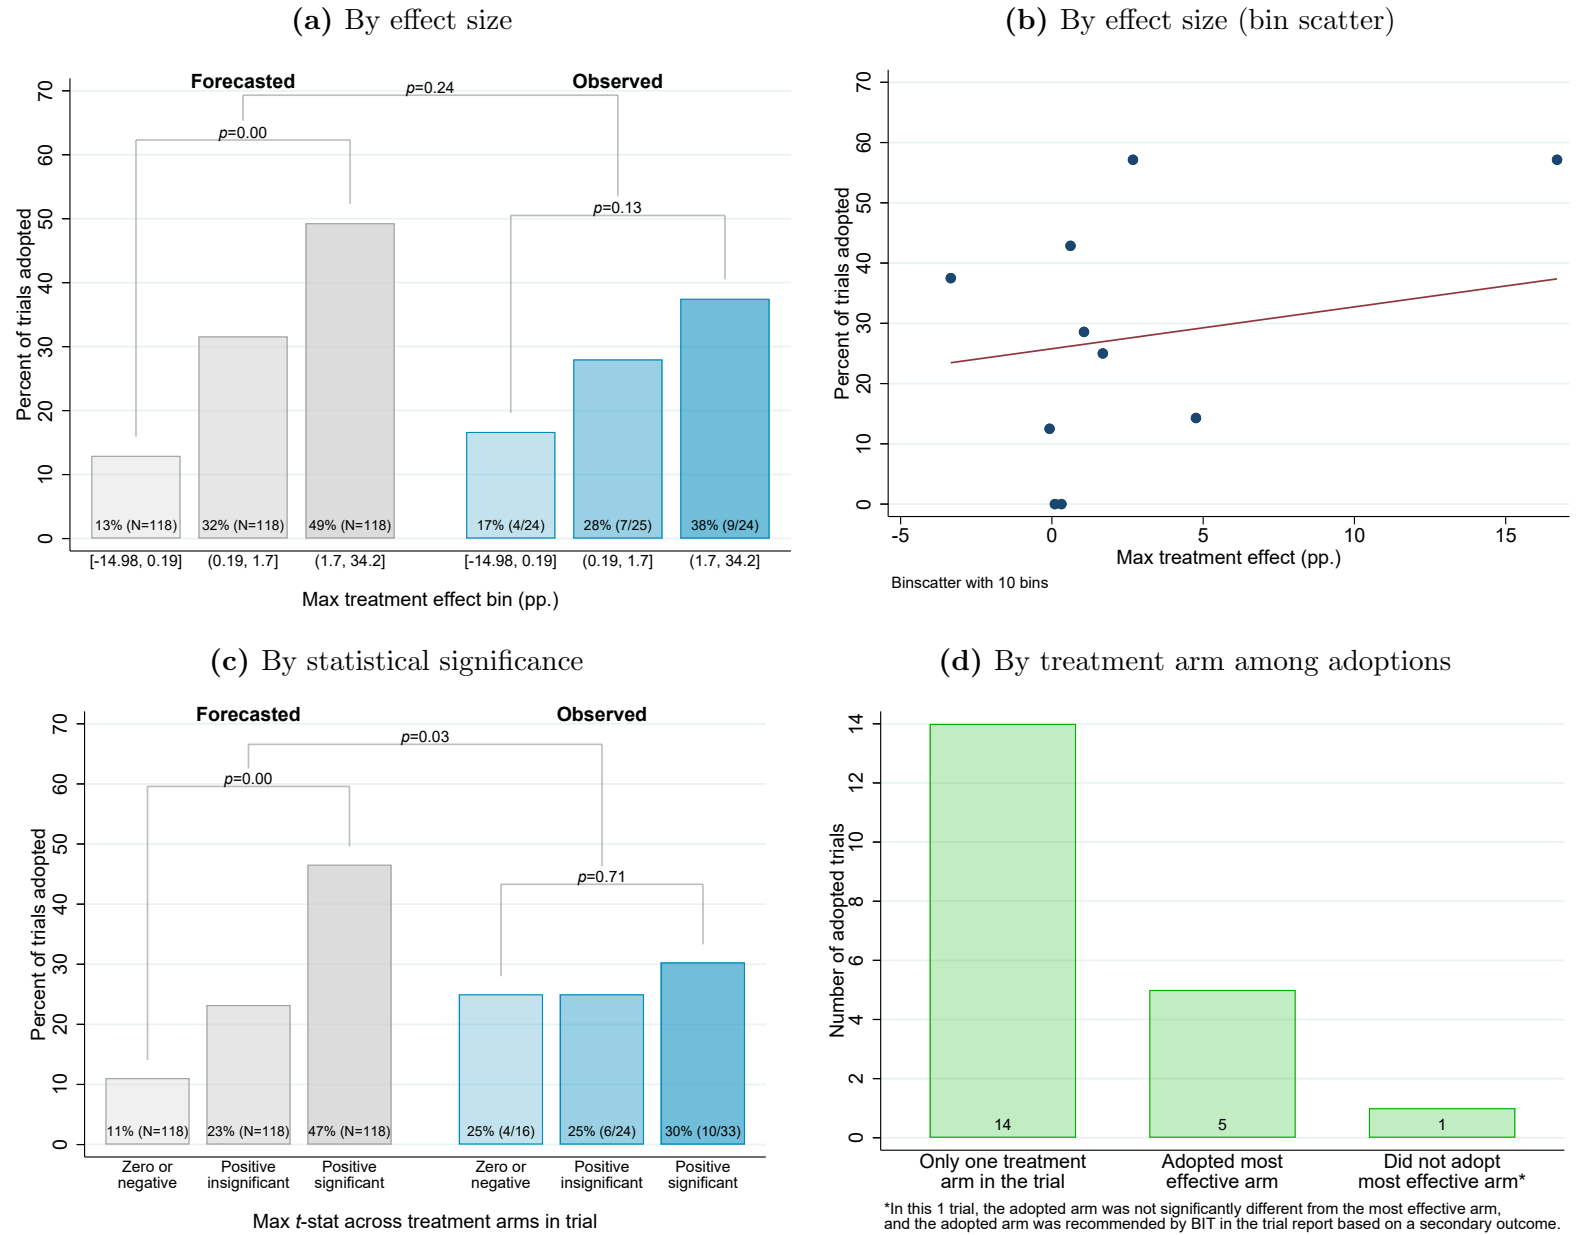 (a) By effect size
Forecasted
Observed
p=0.24
p=0.00
p=0.13
Percent of trials adopted
70
60
50
40
30
20
10
0
13% (N=118)
32% (N=118)
49% (N=118)
17% (4/24)
28% (7/25)
38% (9/24)
[-14.98, 0.19]
(0.19, 1.7]
(1.7, 34.2]
[-14.98, 0.19]
(0.19, 1.7]
(1.7, 34.2]
Max treatment effect bin (pp.)
(b) By effect size (bin scatter)
Percent of trials adopted
70
60
50
40
30
20
10
0
-5
0
5
10
15
Max treatment effect (pp.)
Binscatter with 10 bins
(c) By statistical significance
Forecasted
Observed
p=0.03
p=0.00
p=0.71
Percent of trials adopted
70
60
50
40
30
20
10
0
11% (N=118)
23% (N=118)
47% (N=118)
25% (4/16)
25% (6/24)
30% (10/33)
Zero or
negative
Positive
insignificant
Positive
significant
Zero or
negative
Positive
insignificant
Positive
significant
Max t-stat across treatment arms in trial
(d) By treatment arm among adoptions
Number of adopted trials
14
12
10
8
6
4
2
0
14
5
1
Only one treatment
arm in the trial
Adopted most
effective arm
Did not adopt
most effective arm*
*In this 1 trial, the adopted arm was not significantly different from the most effective arm,
and the adopted arm was recommended by BIT in the trial report based on a secondary outcome.